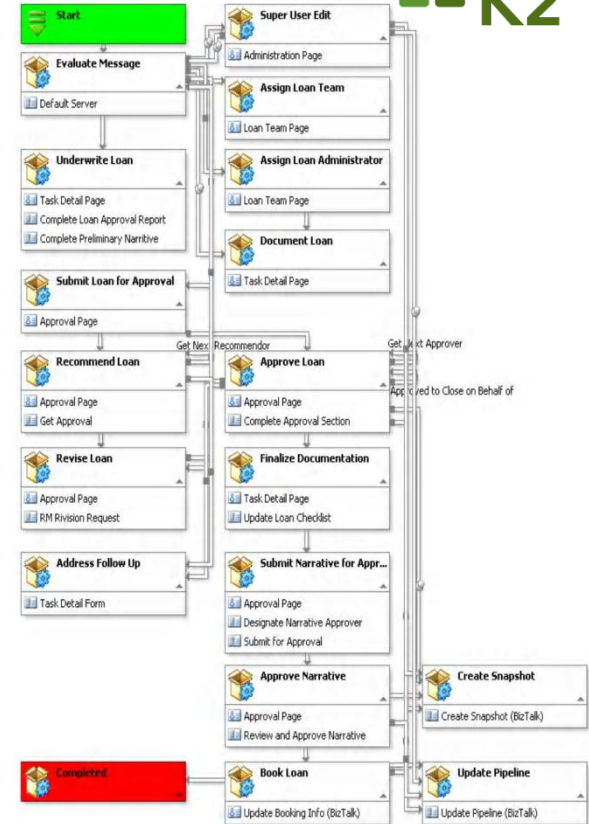 K2
Start
Evaluate Message
Default Server
Underwrite Loan
Task Detail Page
Complete Loan Approval Report
Complete Preliminary Narritive
Submit Loan for Approval
Approval Page
Get Next Recommendor
Recommend Loan
Approval Page
Get Approval
Revise Loan
Approval Page
RM Rivision Request
Address Follow Up
Task Detail Form
Completed
Super User Edit
Administration Page
Assign Loan Team
Loan Team Page
Assign Loan Administrator
Loan Team Page
Document Loan
Task Detail Page
Get Next Approver
Approve Loan
Approved to Close on Behalf of
Approval Page
Complete Approval Section
Finalize Documentation
Task Detail Page
Update Loan Checklist
Submit Narrative for Appr...
Approval Page
Designate Narrative Approver
Submit for Approval
Approve Narrative
Approval Page
Review and Approve Narrative
Book Loan
Update Booking Info (BizTalk)
Create Snapshot
Create Snapshot (BizTalk)
Update Pipeline
Update Pipeline (BizTalk)